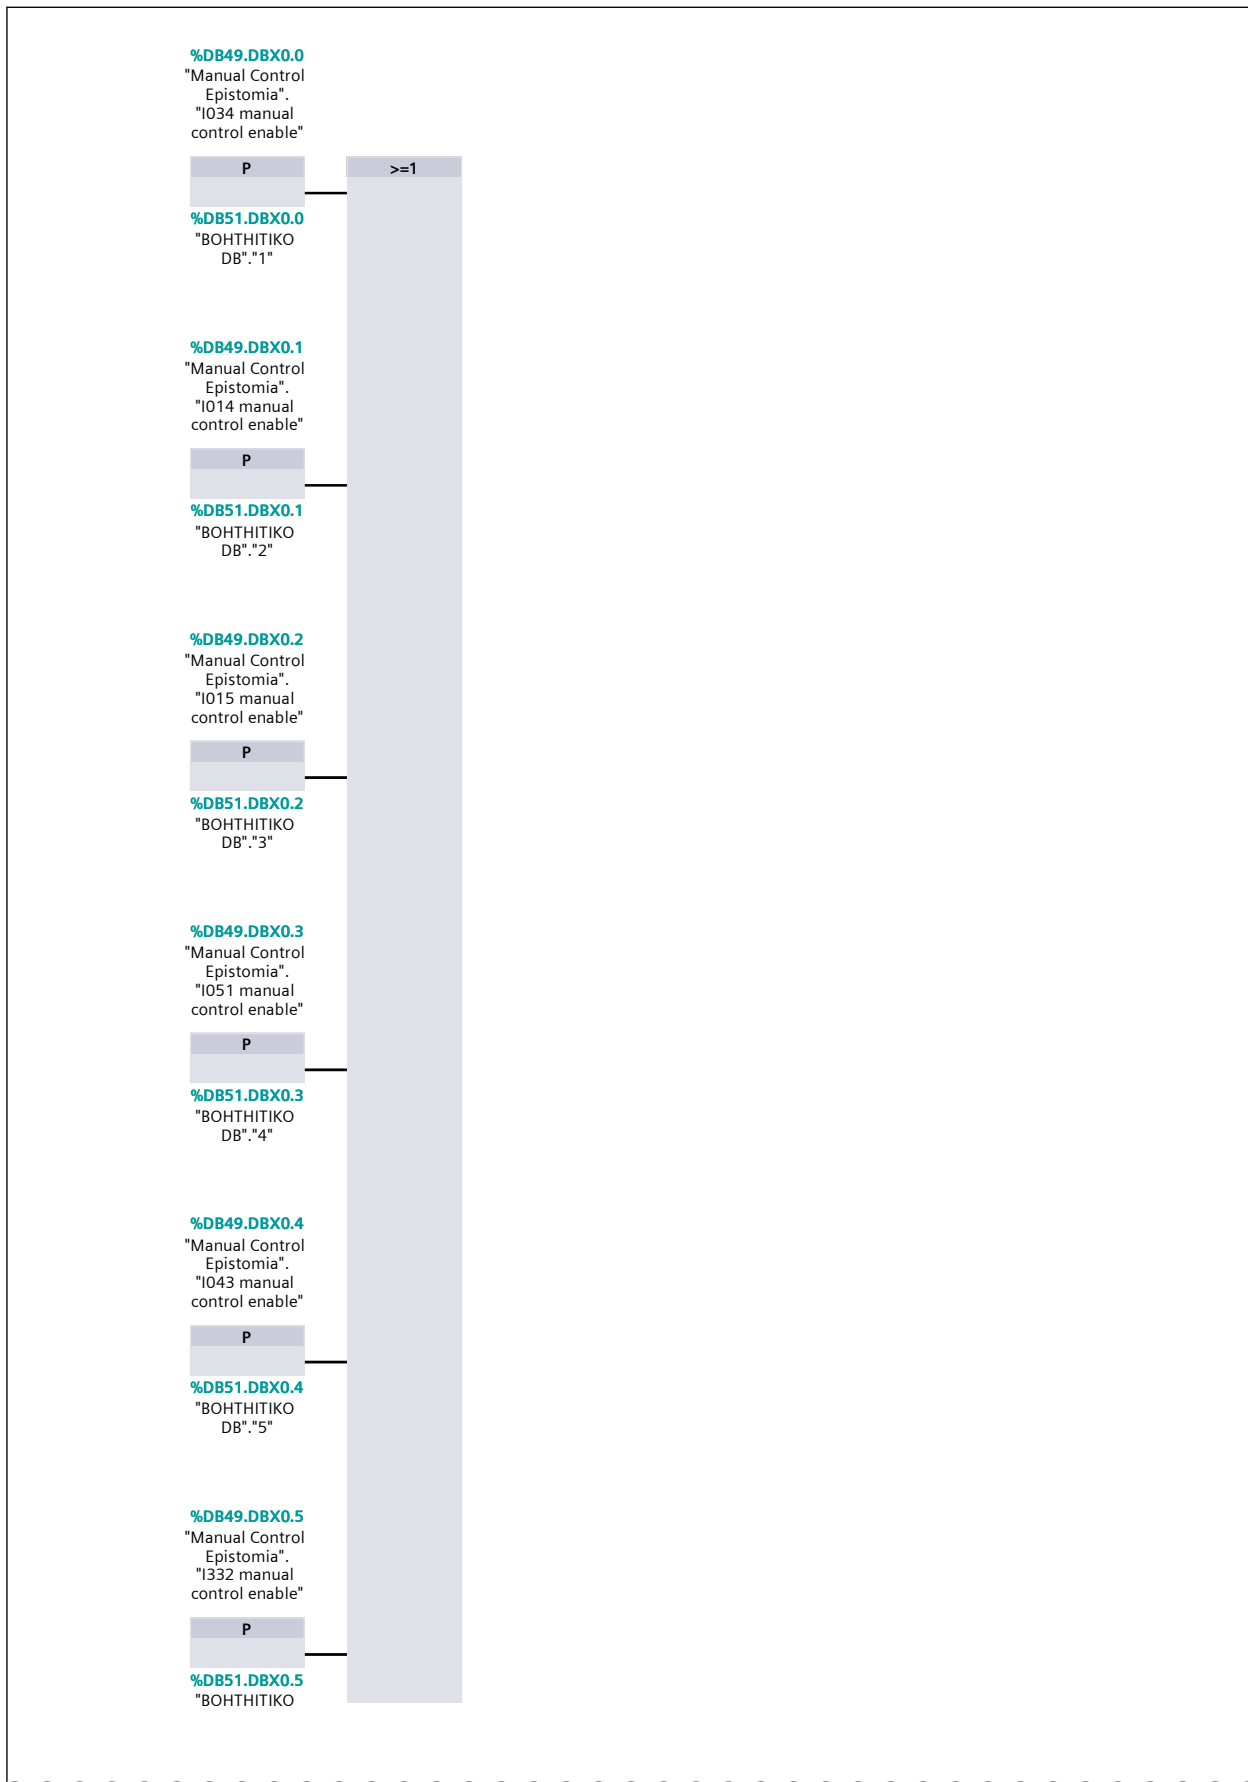 %DB49.DBX0.0
"Manual Control
Epistomia".
"I034 manual
control enable"
P
>=1
%DB51.DBX0.0
"BOHTHITIKO
DB"."1"
%DB49.DBX0.1
"Manual Control
Epistomia".
"I014 manual
control enable"
P
%DB51.DBX0.1
"BOHTHITIKO
DB"."2"
%DB49.DBX0.2
"Manual Control
Epistomia".
"I015 manual
control enable"
P
%DB51.DBX0.2
"BOHTHITIKO
DB"."3"
%DB49.DBX0.3
"Manual Control
Epistomia".
"I051 manual
control enable"
P
%DB51.DBX0.3
"BOHTHITIKO
DB"."4"
%DB49.DBX0.4
"Manual Control
Epistomia".
"I043 manual
control enable"
P
%DB51.DBX0.4
"BOHTHITIKO
DB"."5"
%DB49.DBX0.5
"Manual Control
Epistomia".
"I332 manual
control enable"
P
%DB51.DBX0.5
"BOHTHITIKO